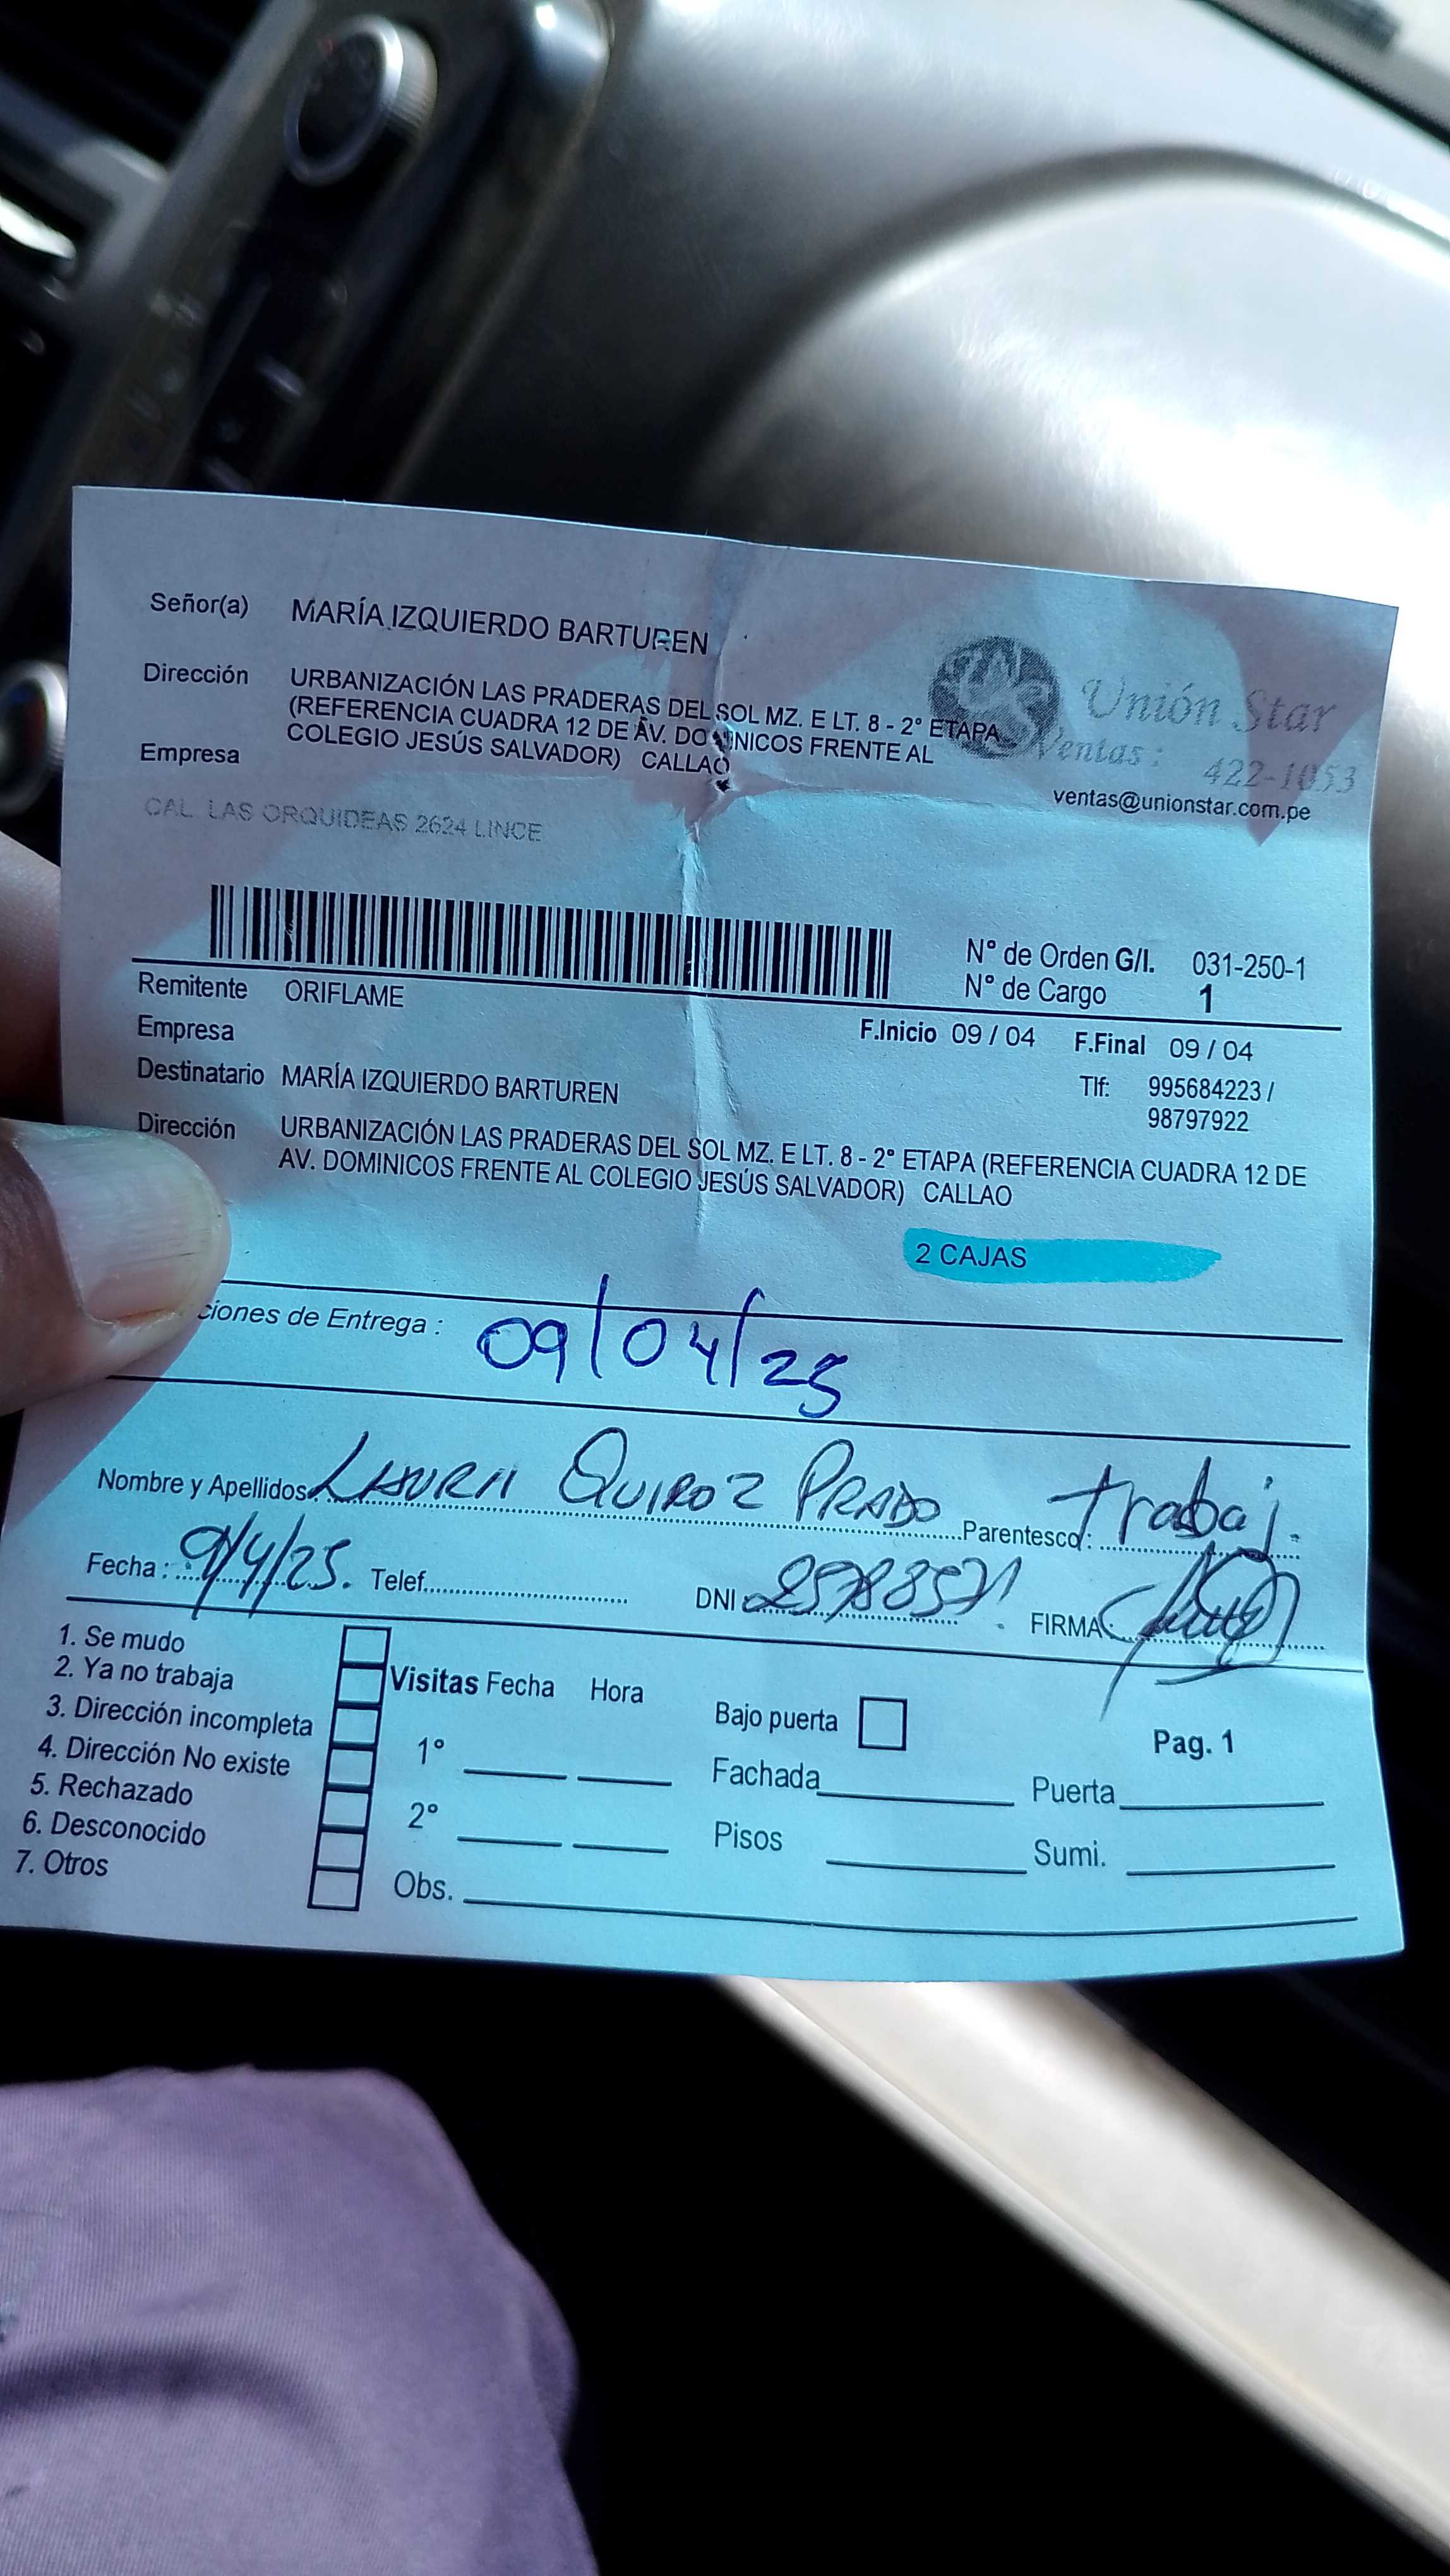 Señor(a) MARÍA IZQUIERDO BARTUREN
Dirección URBANIZACIÓN LAS PRADERAS DEL SOL MZ. E LT. 8 - 2° ETAPA
(REFERENCIA CUADRA 12 DE AV. DOMINICOS FRENTE AL
COLEGIO JESÚS SALVADOR) CALLAO
Empresa
Unión Star
Ventas :
422-1053
ventas@unionstar.com.pe
CAL. LAS ORQUIDEAS 2624 LINCE
N° de Orden G/I. 031-250-1
N° de Cargo 1
Remitente ORIFLAME
Empresa
F.Inicio 09 / 04 F.Final 09 / 04
Destinatario MARÍA IZQUIERDO BARTUREN
Tlf: 995684223 /
98797922
Dirección URBANIZACIÓN LAS PRADERAS DEL SOL MZ. E LT. 8 - 2° ETAPA (REFERENCIA CUADRA 12 DE
AV. DOMINICOS FRENTE AL COLEGIO JESÚS SALVADOR) CALLAO
2 CAJAS
ciones de Entrega : 09/04/25
Nombre y Apellidos: LAURA QUIROZ PRADO Parentesco: trabaj.
Fecha : 9/4/25. Telef. DNI 25788571 FIRMA
1. Se mudo
2. Ya no trabaja
3. Dirección incompleta
4. Dirección No existe
5. Rechazado
6. Desconocido
7. Otros
Visitas Fecha Hora
1°
2°
Obs.
Bajo puerta
Fachada
Pisos
Pag. 1
Puerta
Sumi.